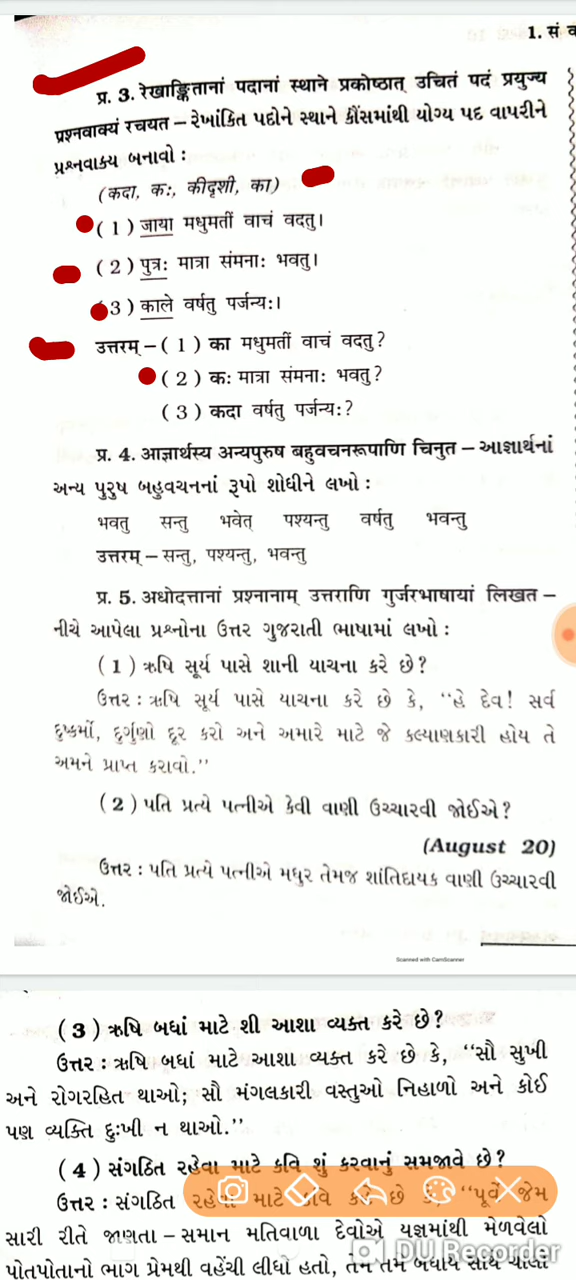 1. सं व
प्र. 3. रेखाङ्कितानां पदानां स्थाने प्रकोष्ठात् उचितं पदं प्रयुज्य
प्रश्नवाक्यं रचयत – રેખાંકિત પદોને સ્થાને કૌંસમાંથી યોગ્ય પદ વાપરીને
પ્રશ્નવાક્ય બનાવો :
(कदा, कः, कीदृशी, का)
(1) जाया मधुमतीं वाचं वदतु।
(2) पुत्रः मात्रा संमनाः भवतु।
3) काले वर्षतु पर्जन्यः।
उत्तरम् – (1) का मधुमतीं वाचं वदतु?
(2) कः मात्रा संमनाः भवतु?
(3) कदा वर्षतु पर्जन्यः?
प्र. 4. आज्ञार्थस्य अन्यपुरुष बहुवचनरूपाणि चिनुत – આજ્ઞાર્થનાં
અન્ય પુરુષ બહુવચનનાં રૂપો શોધીને લખો :
भवतु सन्तु भवेत् पश्यन्तु वर्षतु भवन्तु
उत्तरम् – सन्तु, पश्यन्तु, भवन्तु
प्र. 5. अधोदत्तानां प्रश्नानाम् उत्तराणि गुर्जरभाषायां लिखत –
નીચે આપેલા પ્રશ્નોના ઉત્તર ગુજરાતી ભાષામાં લખો :
(1) ઋષિ સૂર્ય પાસે શાની યાચના કરે છે?
ઉત્તર : ઋષિ સૂર્ય પાસે યાચના કરે છે કે, "હે દેવ! સર્વ
દુષ્કર્મો, દુર્ગુણો દૂર કરો અને અમારે માટે જે કલ્યાણકારી હોય તે
અમને પ્રાપ્ત કરાવો."
(2) પતિ પ્રત્યે પત્નીએ કેવી વાણી ઉચ્ચારવી જોઈએ?
(August 20)
ઉત્તર : પતિ પ્રત્યે પત્નીએ મધુર તેમજ શાંતિદાયક વાણી ઉચ્ચારવી
જોઈએ.
Scanned with CamScanner
(3) ઋષિ બધાં માટે શી આશા વ્યક્ત કરે છે?
ઉત્તર : ઋષિ બધાં માટે આશા વ્યક્ત કરે છે કે, "સૌ સુખી
અને રોગરહિત થાઓ; સૌ મંગલકારી વસ્તુઓ નિહાળો અને કોઈ
પણ વ્યક્તિ દુઃખી ન થાઓ."
(4) સંગઠિત રહેવા માટે કવિ શું કરવાનું સમજાવે છે?
ઉત્તર : સંગઠિત રહેવા માટે કવિ કહે છે કે, "પૂર્વે જેમ
સારી રીતે જાણતા – સમાન મતિવાળા દેવોએ યજ્ઞમાંથી મેળવેલો
પોતપોતાનો ભાગ પ્રેમથી વહેંચી લીધો હતો, તેમ તમે બધાંય સાથે ચાલો
DU Recorder